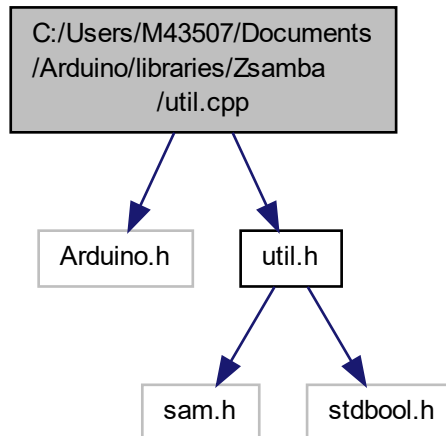 C:/Users/M43507/Documents
/Arduino/libraries/Zsamba
/util.cpp
Arduino.h
util.h
sam.h
stdbool.h